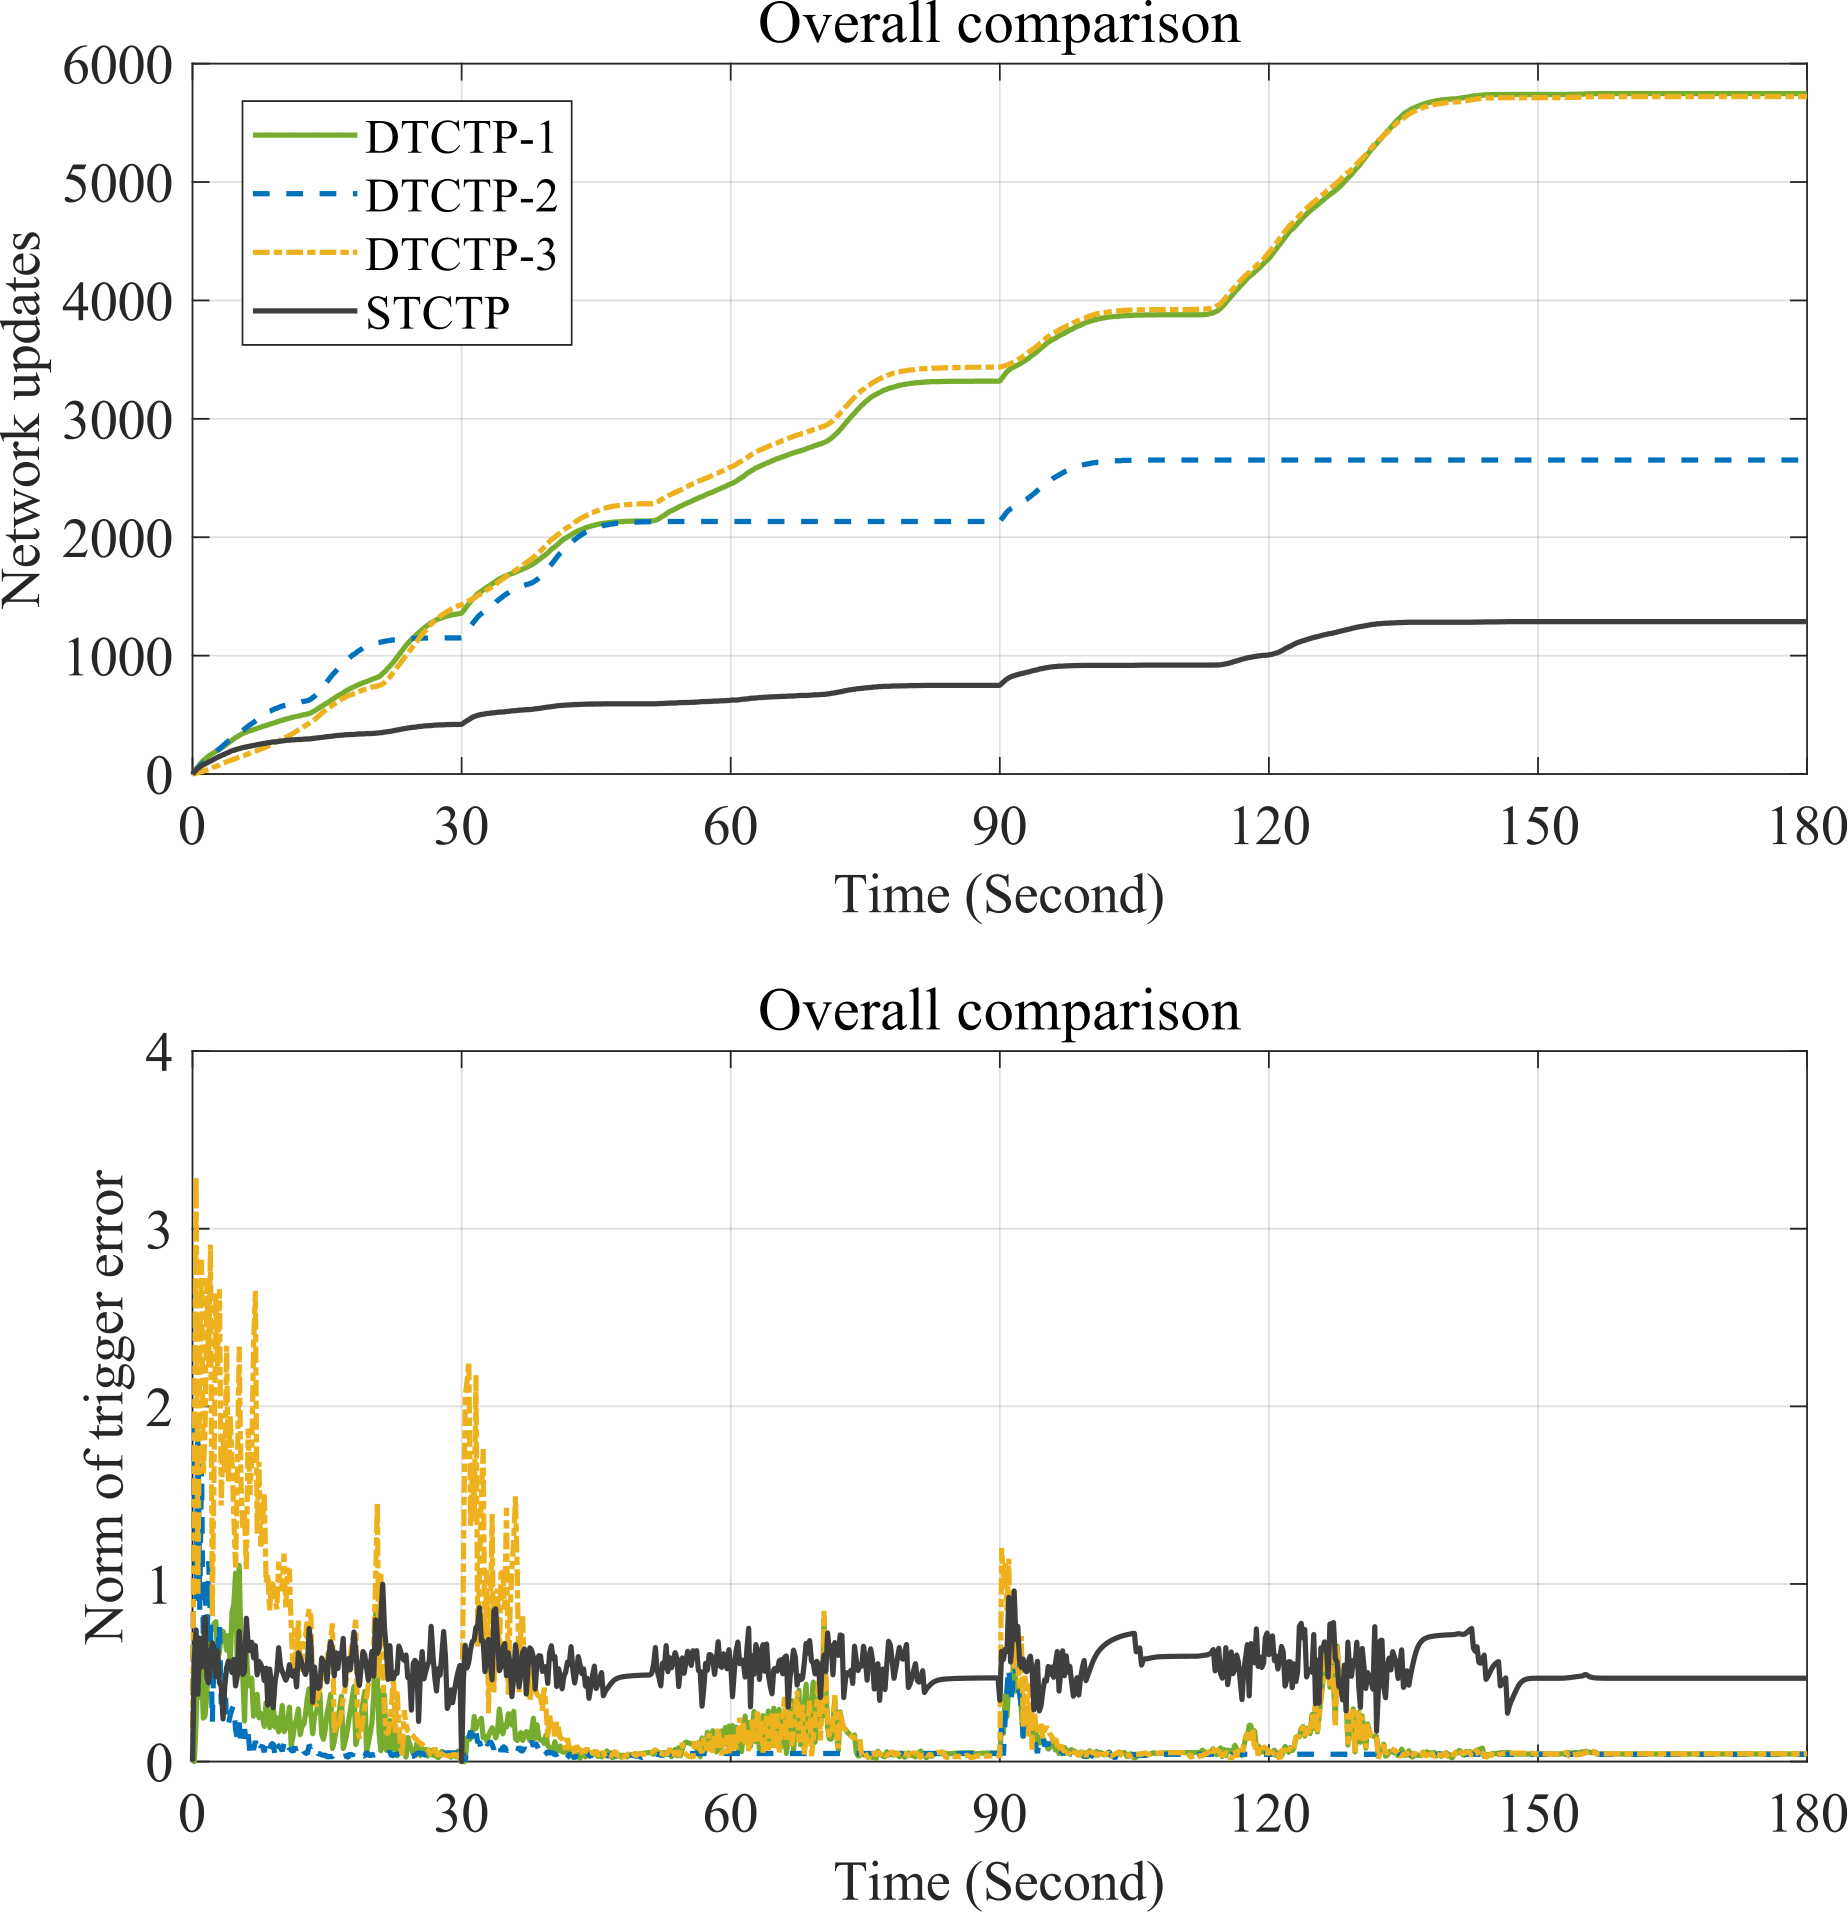 Overall comparison
6000
5000
4000
3000
2000
1000
0
Network updates
DTCTP-1
DTCTP-2
DTCTP-3
STCTP
0 30 60 90 120 150 180
Time (Second)
Overall comparison
4
3
2
1
0
Norm of trigger error
0 30 60 90 120 150 180
Time (Second)